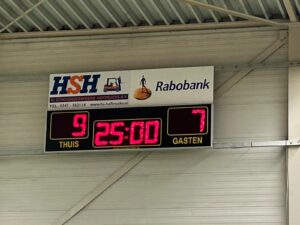 HSH
Rabobank
9 25:00 7
THUIS GASTEN